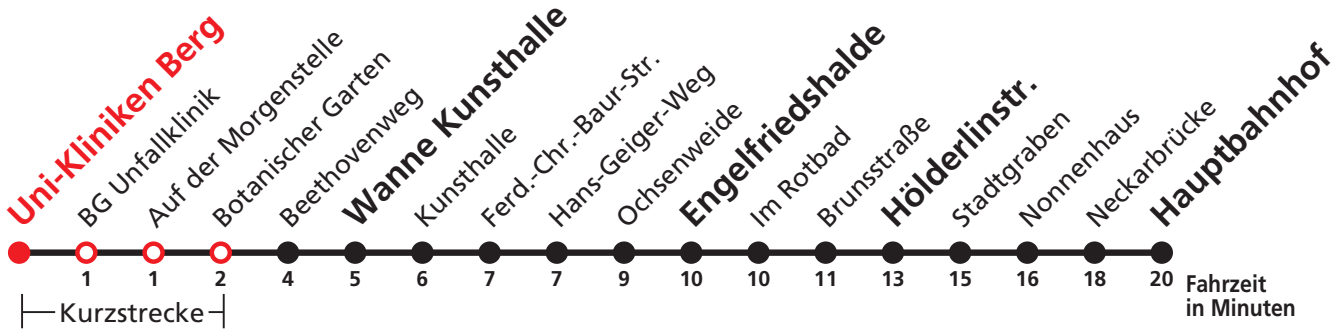 Uni-Kliniken Berg
BG Unfallklinik
Auf der Morgenstelle
Botanischer Garten
Beethovenweg
Wanne Kunsthalle
Kunsthalle
Ferd.-Chr.-Baur-Str.
Hans-Geiger-Weg
Ochsenweide
Engelfriedshalde
Im Rotbad
Brunsstraße
Hölderlinstr.
Stadtgraben
Nonnenhaus
Neckarbrücke
Hauptbahnhof
1 1 2 4 5 6 7 7 9 10 10 11 13 15 16 18 20
Fahrzeit
in Minuten
Kurzstrecke